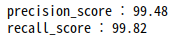 precision_score : 99.48
recall_score : 99.82